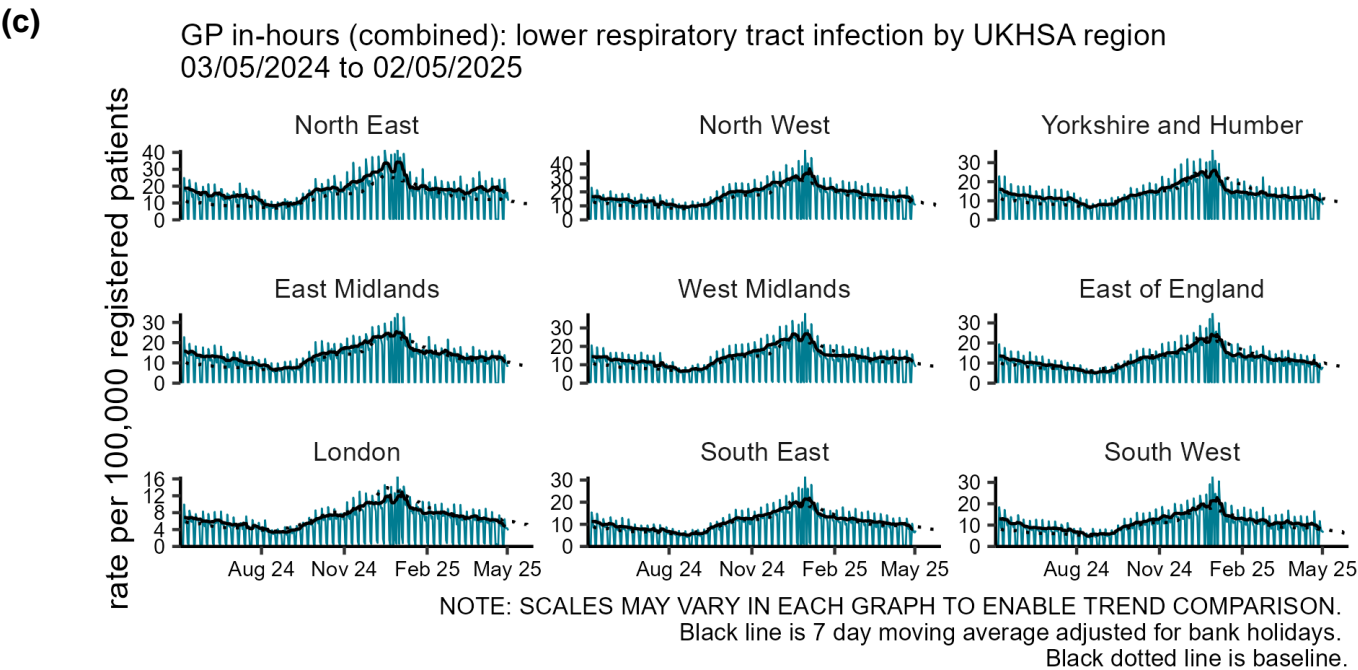 (c)
GP in-hours (combined): lower respiratory tract infection by UKHSA region
03/05/2024 to 02/05/2025
rate per 100,000 registered patients
North East
40
30
20
10
0
North West
40
30
20
10
0
Yorkshire and Humber
30
20
10
0
East Midlands
30
20
10
0
West Midlands
30
20
10
0
East of England
30
20
10
0
London
16
12
8
4
0
South East
30
20
10
0
South West
30
20
10
0
Aug 24 Nov 24 Feb 25 May 25
Aug 24 Nov 24 Feb 25 May 25
Aug 24 Nov 24 Feb 25 May 25
NOTE: SCALES MAY VARY IN EACH GRAPH TO ENABLE TREND COMPARISON.
Black line is 7 day moving average adjusted for bank holidays.
Black dotted line is baseline.